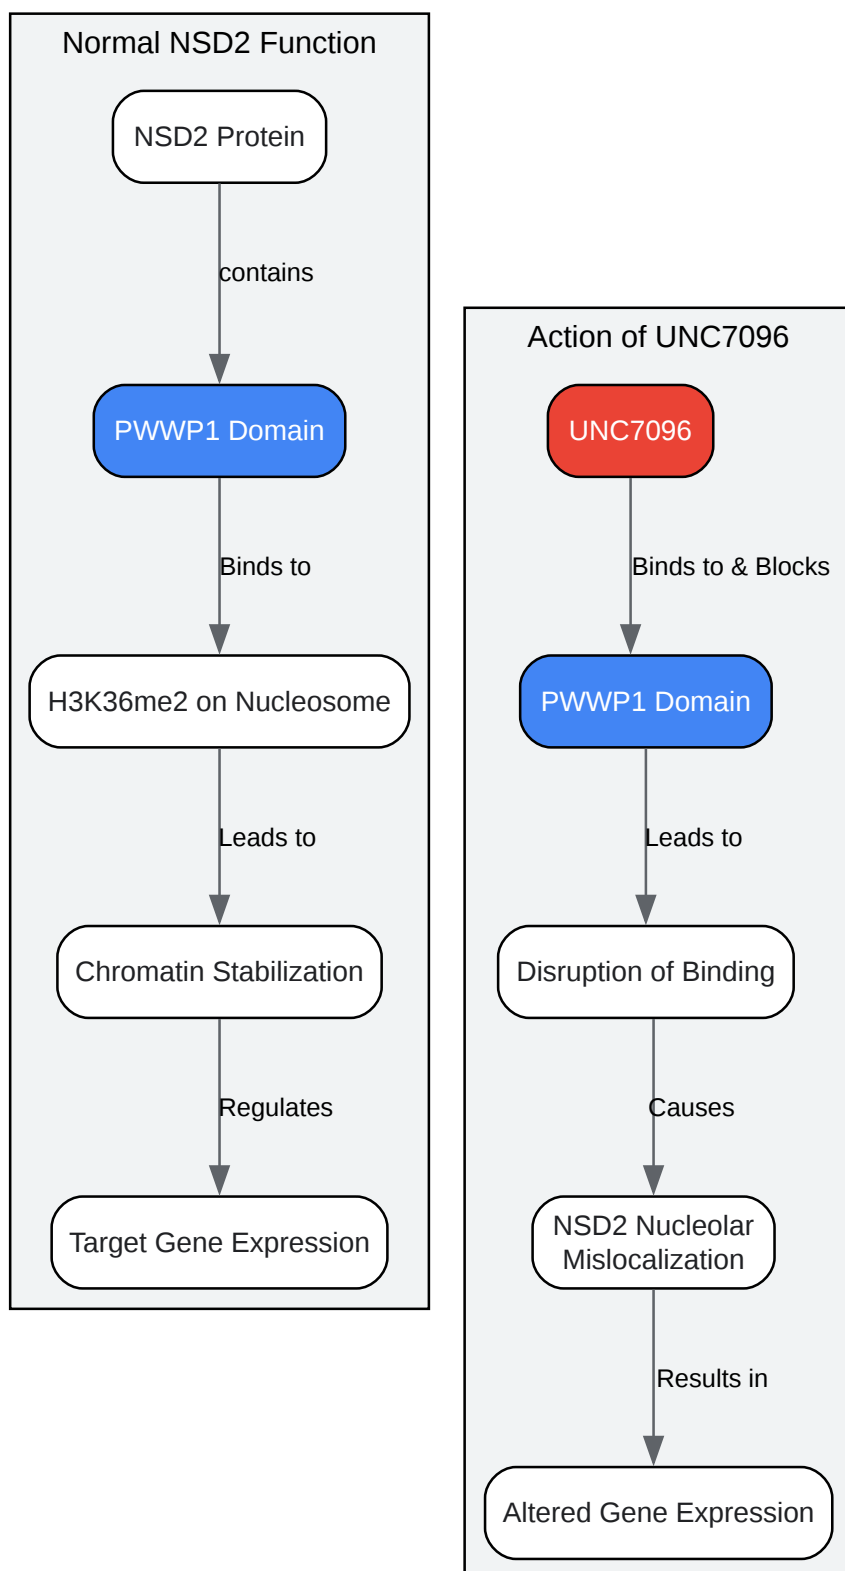 Normal NSD2 Function
NSD2 Protein
contains
PWWP1 Domain
Binds to
H3K36me2 on Nucleosome
Leads to
Chromatin Stabilization
Regulates
Target Gene Expression
Action of UNC7096
UNC7096
Binds to & Blocks
PWWP1 Domain
Leads to
Disruption of Binding
Causes
NSD2 Nucleolar
Mislocalization
Results in
Altered Gene Expression